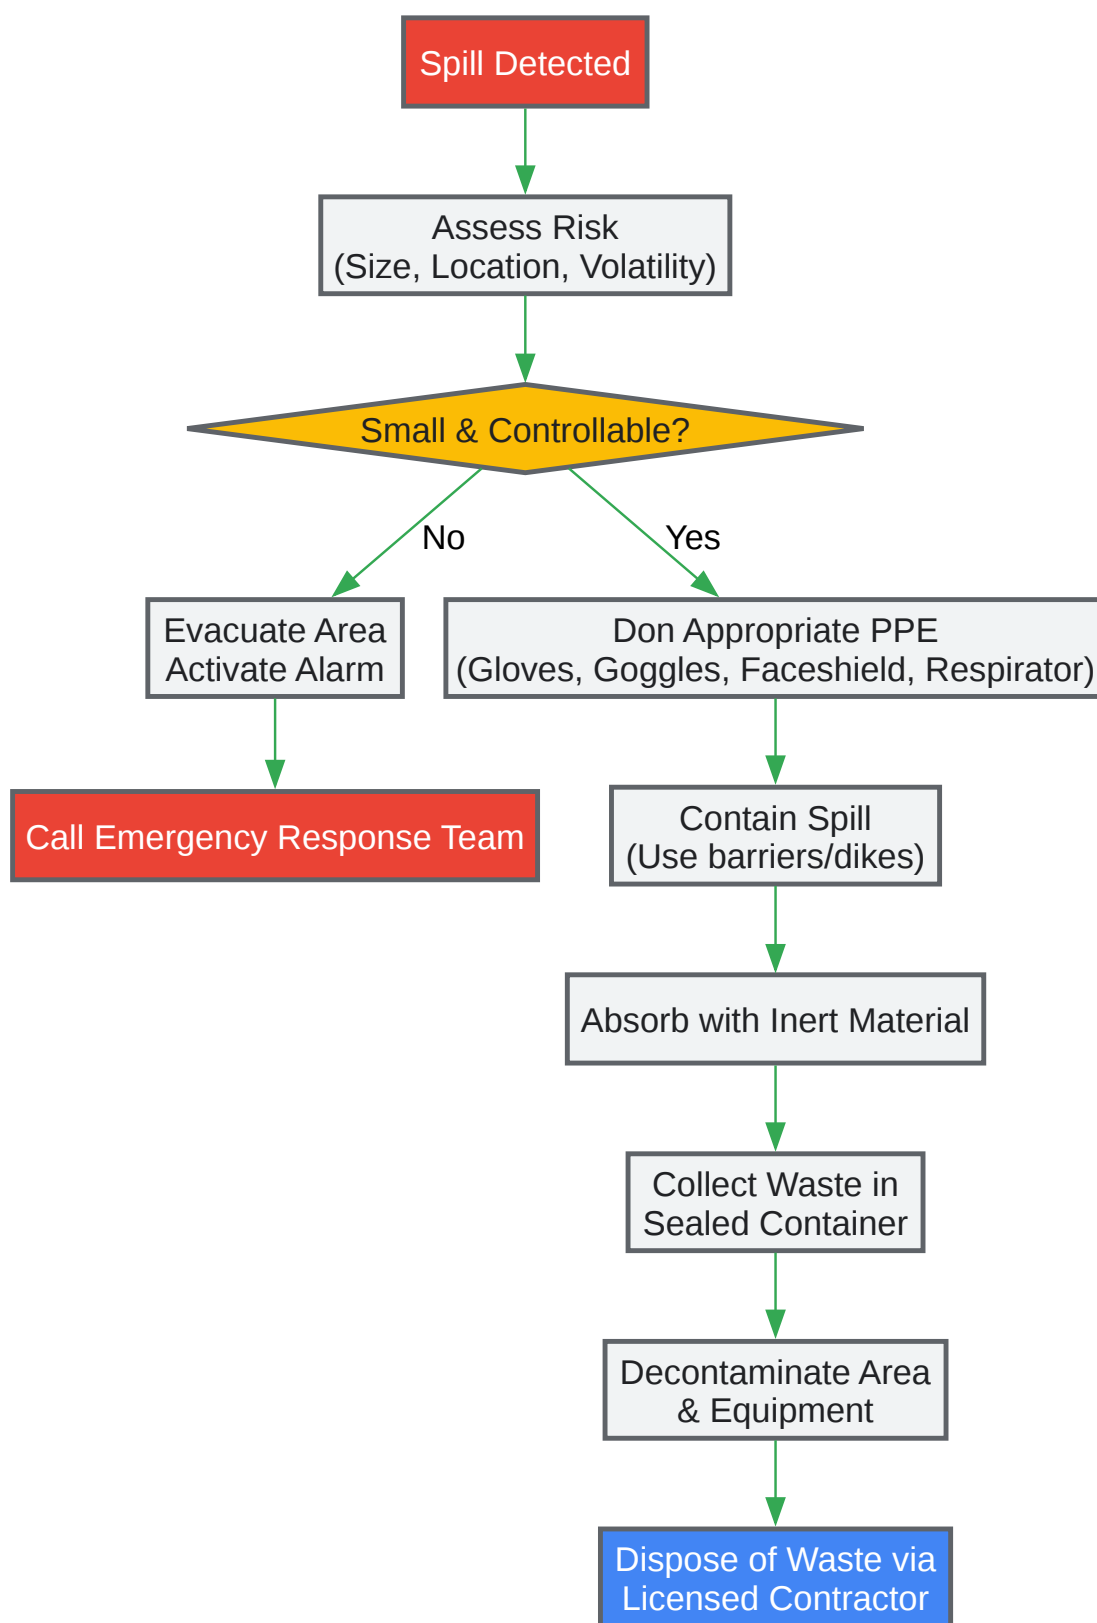 Spill Detected
Assess Risk
(Size, Location, Volatility)
Small & Controllable?
No
Yes
Evacuate Area
Activate Alarm
Don Appropriate PPE
(Gloves, Goggles, Faceshield, Respirator)
Call Emergency Response Team
Contain Spill
(Use barriers/dikes)
Absorb with Inert Material
Collect Waste in
Sealed Container
Decontaminate Area
& Equipment
Dispose of Waste via
Licensed Contractor